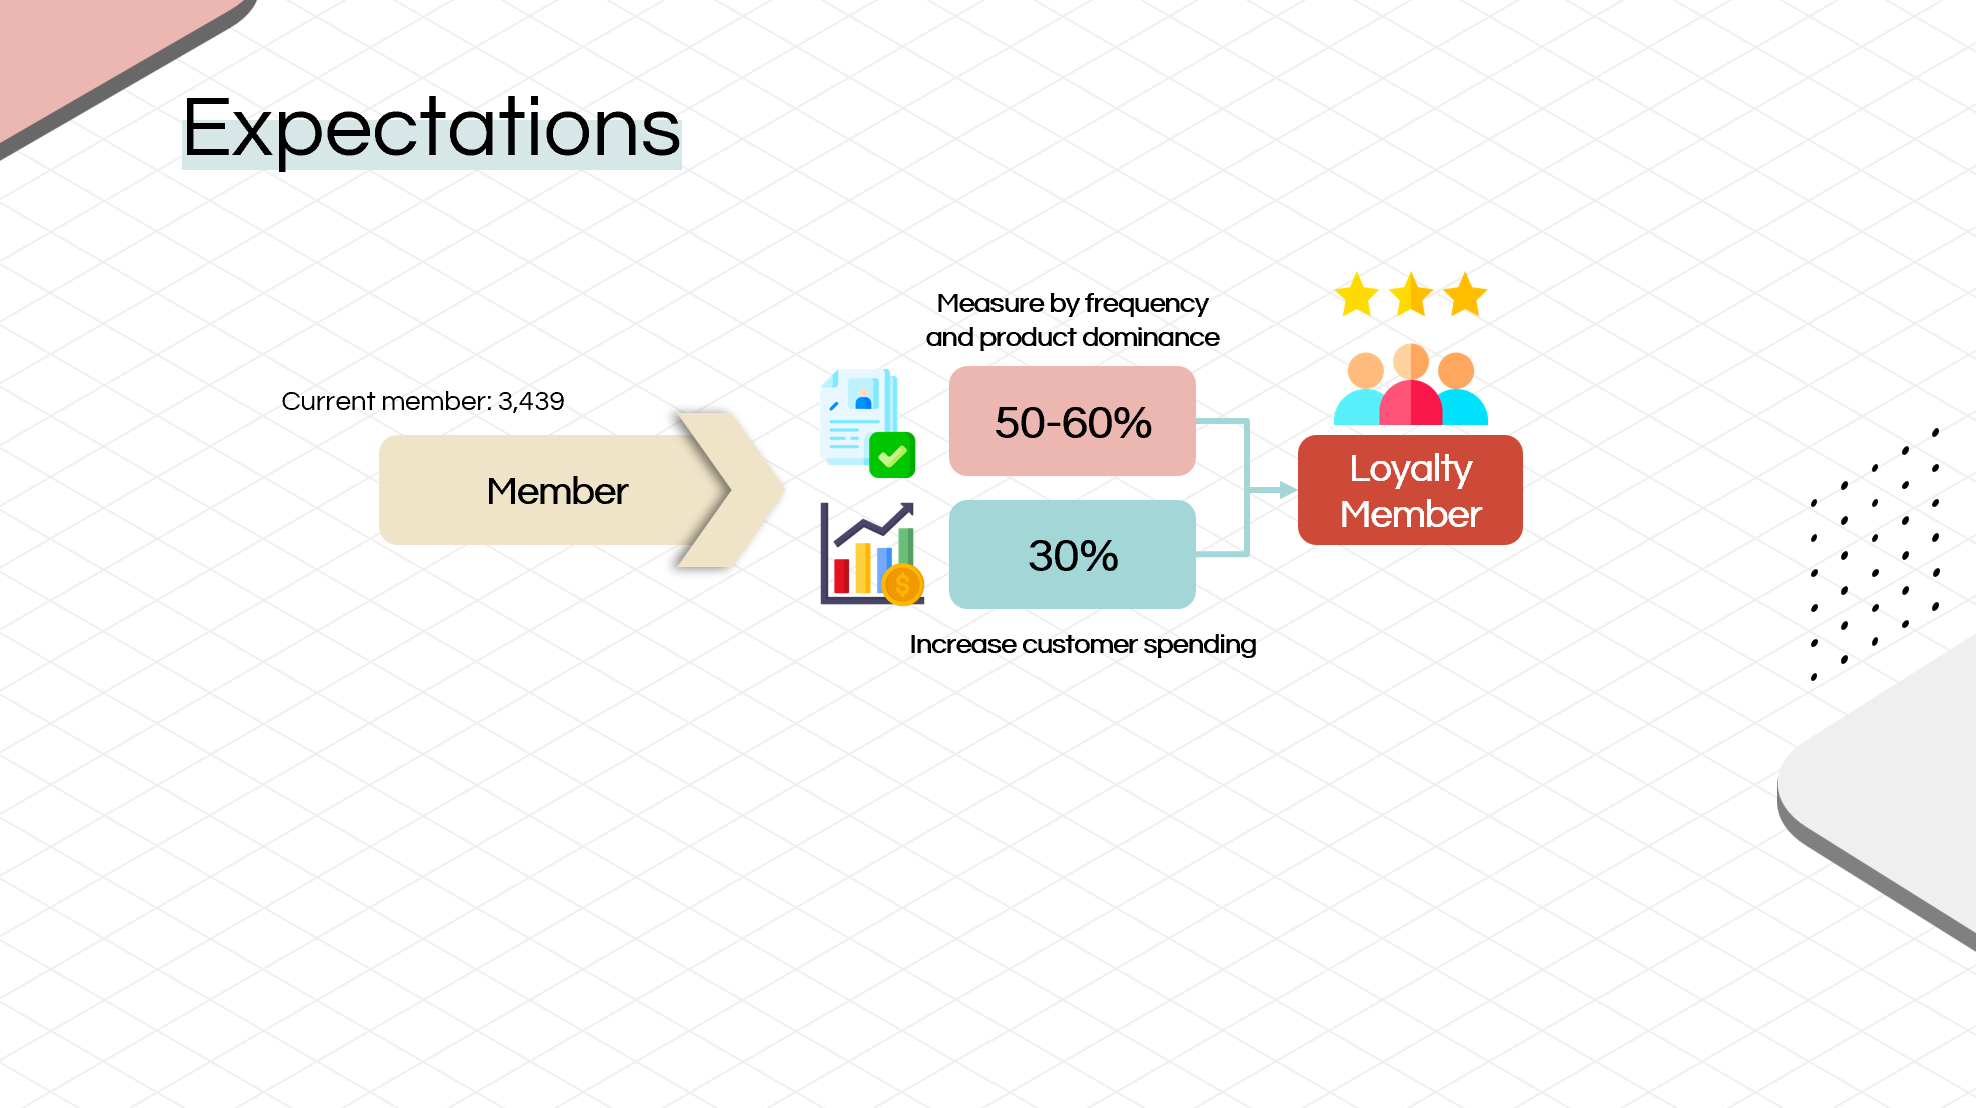 Expectations
Current member: 3,439
Member
Measure by frequency
and product dominance
50-60%
30%
Increase customer spending
Loyalty
Member